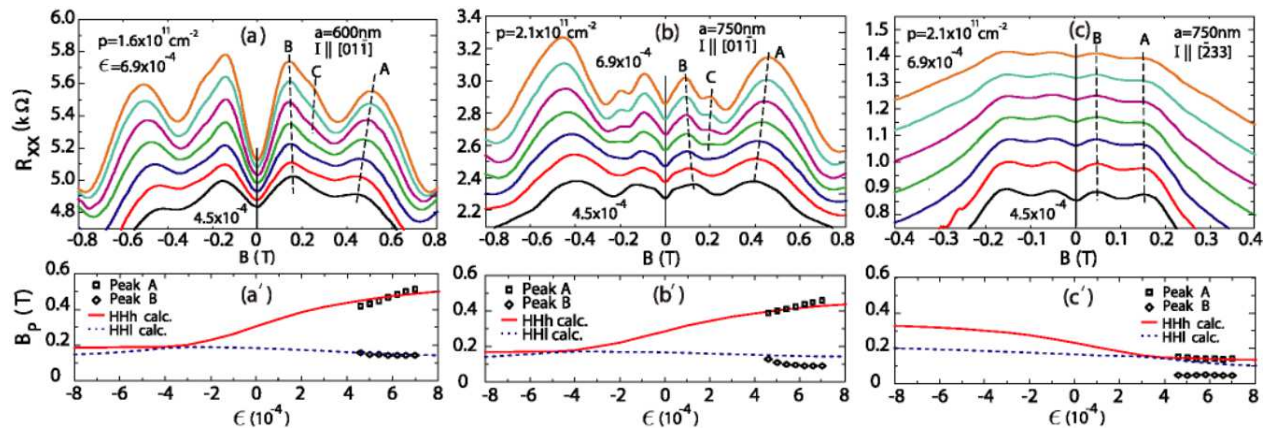 (a)
p=1.6x10¹¹cm⁻²
ϵ=6.9x10⁻⁴
a=600nm
I || [011̄]
B
C
A
4.5x10⁻⁴
Rxx (kΩ)
5.8
5.6
5.4
5.2
5.0
4.8
-0.8 -0.6 -0.4 -0.2 0 0.2 0.4 0.6 0.8
B (T)
(b)
p=2.1x10¹¹cm⁻²
6.9x10⁻⁴
a=750nm
I || [011̄]
B
C
A
4.5x10⁻⁴
3.4
3.2
3.0
2.8
2.6
2.4
2.2
-0.8 -0.6 -0.4 -0.2 0 0.2 0.4 0.6 0.8
B (T)
(c)
p=2.1x10¹¹cm⁻²
6.9x10⁻⁴
a=750nm
I || [2̄33]
B
A
4.5x10⁻⁴
1.5
1.4
1.3
1.2
1.1
1.0
0.9
0.8
-0.4 -0.3 -0.2 -0.1 0 0.1 0.2 0.3 0.4
B (T)
(a′)
Peak A
Peak B
HHh calc.
HHl calc.
Bₚ (T)
0.6
0.4
0.2
0
-8 -6 -4 -2 0 2 4 6 8
ϵ (10⁻⁴)
(b′)
Peak A
Peak B
HHh calc.
HHl calc.
0.6
0.4
0.2
0
-8 -6 -4 -2 0 2 4 6 8
ϵ (10⁻⁴)
(c′)
Peak A
Peak B
HHh calc.
HHl calc.
0.6
0.4
0.2
0
-8 -6 -4 -2 0 2 4 6 8
ϵ (10⁻⁴)